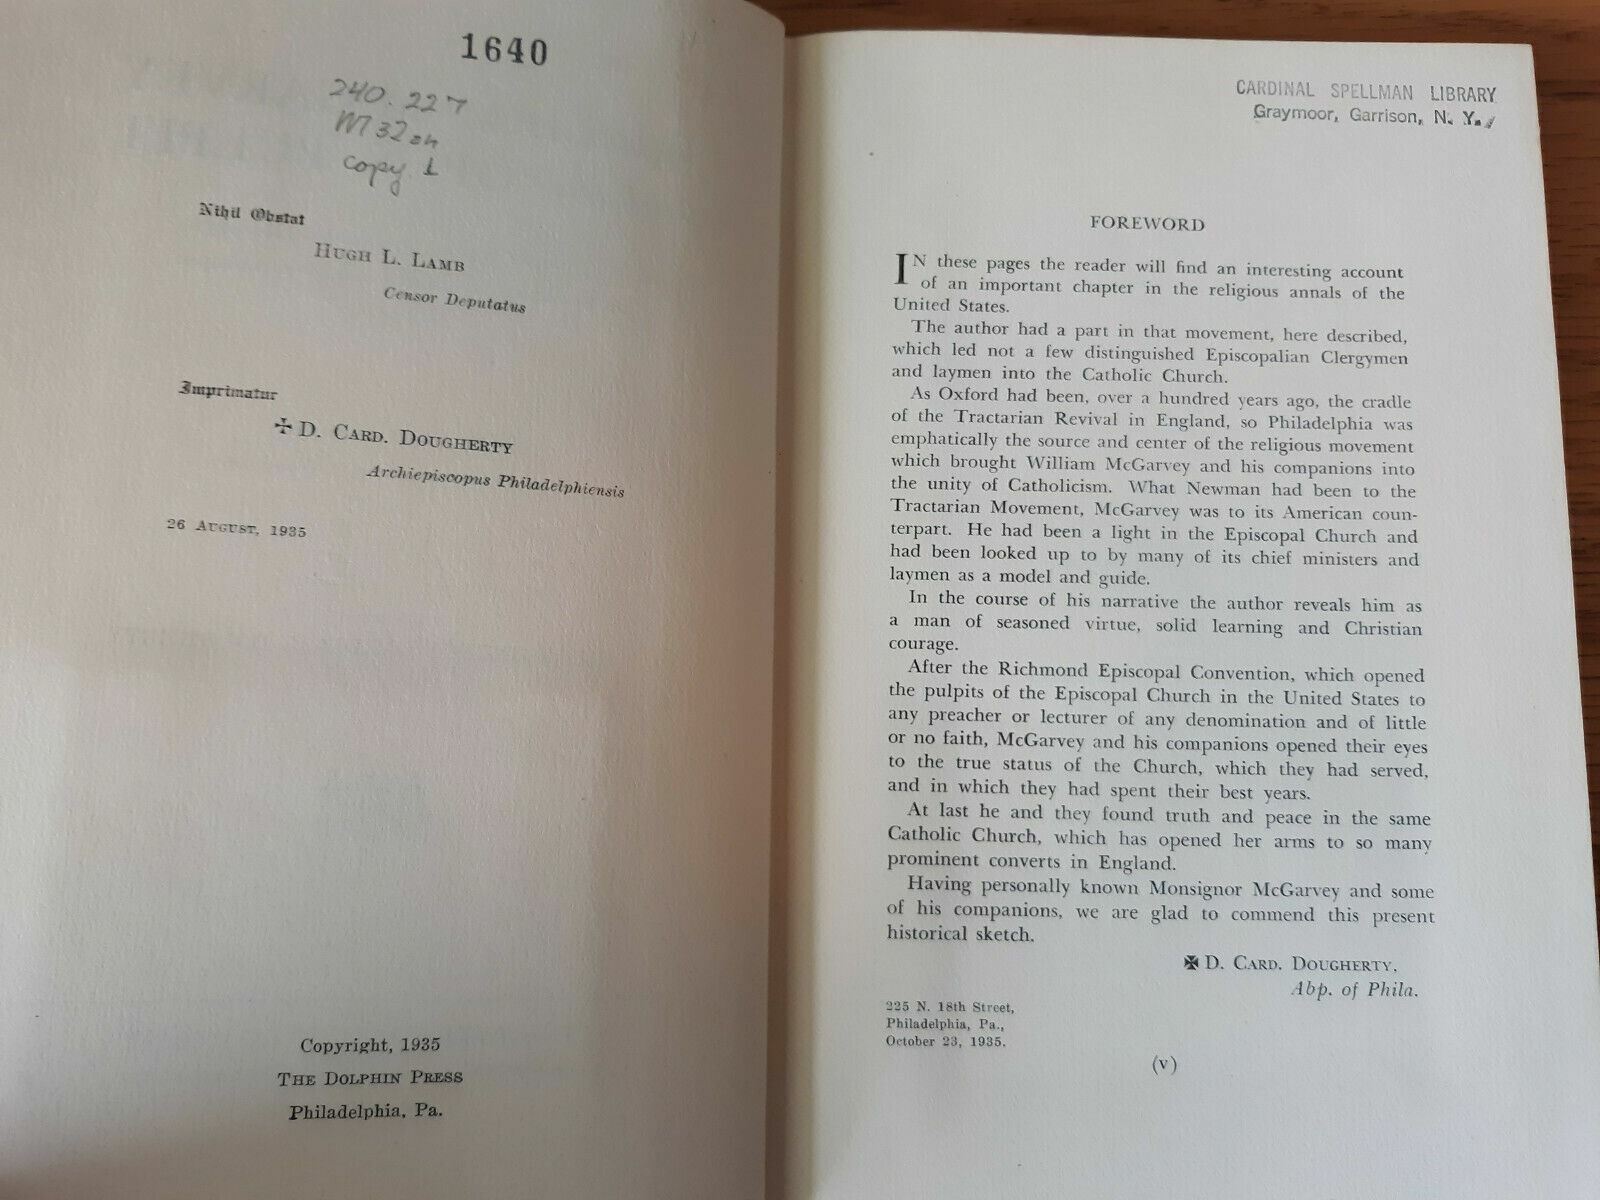 1640
240.227
M32on
copy 1
Nihil Obstat
HUGH L. LAMB
Censor Deputatus
Imprimatur
✠ D. CARD. DOUGHERTY
Archiepiscopus Philadelphiensis
26 AUGUST, 1935
Copyright, 1935
THE DOLPHIN PRESS
Philadelphia, Pa.
CARDINAL SPELLMAN LIBRARY
Graymoor, Garrison, N. Y.
FOREWORD
IN these pages the reader will find an interesting account
of an important chapter in the religious annals of the
United States.
The author had a part in that movement, here described,
which led not a few distinguished Episcopalian Clergymen
and laymen into the Catholic Church.
As Oxford had been, over a hundred years ago, the cradle
of the Tractarian Revival in England, so Philadelphia was
emphatically the source and center of the religious movement
which brought William McGarvey and his companions into
the unity of Catholicism. What Newman had been to the
Tractarian Movement, McGarvey was to its American coun-
terpart. He had been a light in the Episcopal Church and
had been looked up to by many of its chief ministers and
laymen as a model and guide.
In the course of his narrative the author reveals him as
a man of seasoned virtue, solid learning and Christian
courage.
After the Richmond Episcopal Convention, which opened
the pulpits of the Episcopal Church in the United States to
any preacher or lecturer of any denomination and of little
or no faith, McGarvey and his companions opened their eyes
to the true status of the Church, which they had served,
and in which they had spent their best years.
At last he and they found truth and peace in the same
Catholic Church, which has opened her arms to so many
prominent converts in England.
Having personally known Monsignor McGarvey and some
of his companions, we are glad to commend this present
historical sketch.
✠ D. CARD. DOUGHERTY.
Abp. of Phila.
225 N. 18th Street,
Philadelphia, Pa.,
October 23, 1935.
(v)